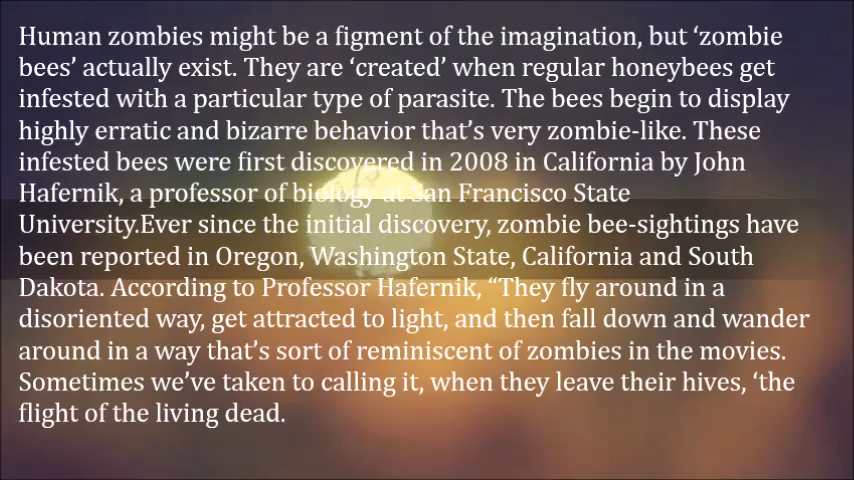 Human zombies might be a figment of the imagination, but ‘zombie
bees’ actually exist. They are ‘created’ when regular honeybees get
infested with a particular type of parasite. The bees begin to display
highly erratic and bizarre behavior that’s very zombie-like. These
infested bees were first discovered in 2008 in California by John
Hafernik, a professor of biology at San Francisco State
University.Ever since the initial discovery, zombie bee-sightings have
been reported in Oregon, Washington State, California and South
Dakota. According to Professor Hafernik, “They fly around in a
disoriented way, get attracted to light, and then fall down and wander
around in a way that’s sort of reminiscent of zombies in the movies.
Sometimes we’ve taken to calling it, when they leave their hives, ‘the
flight of the living dead.